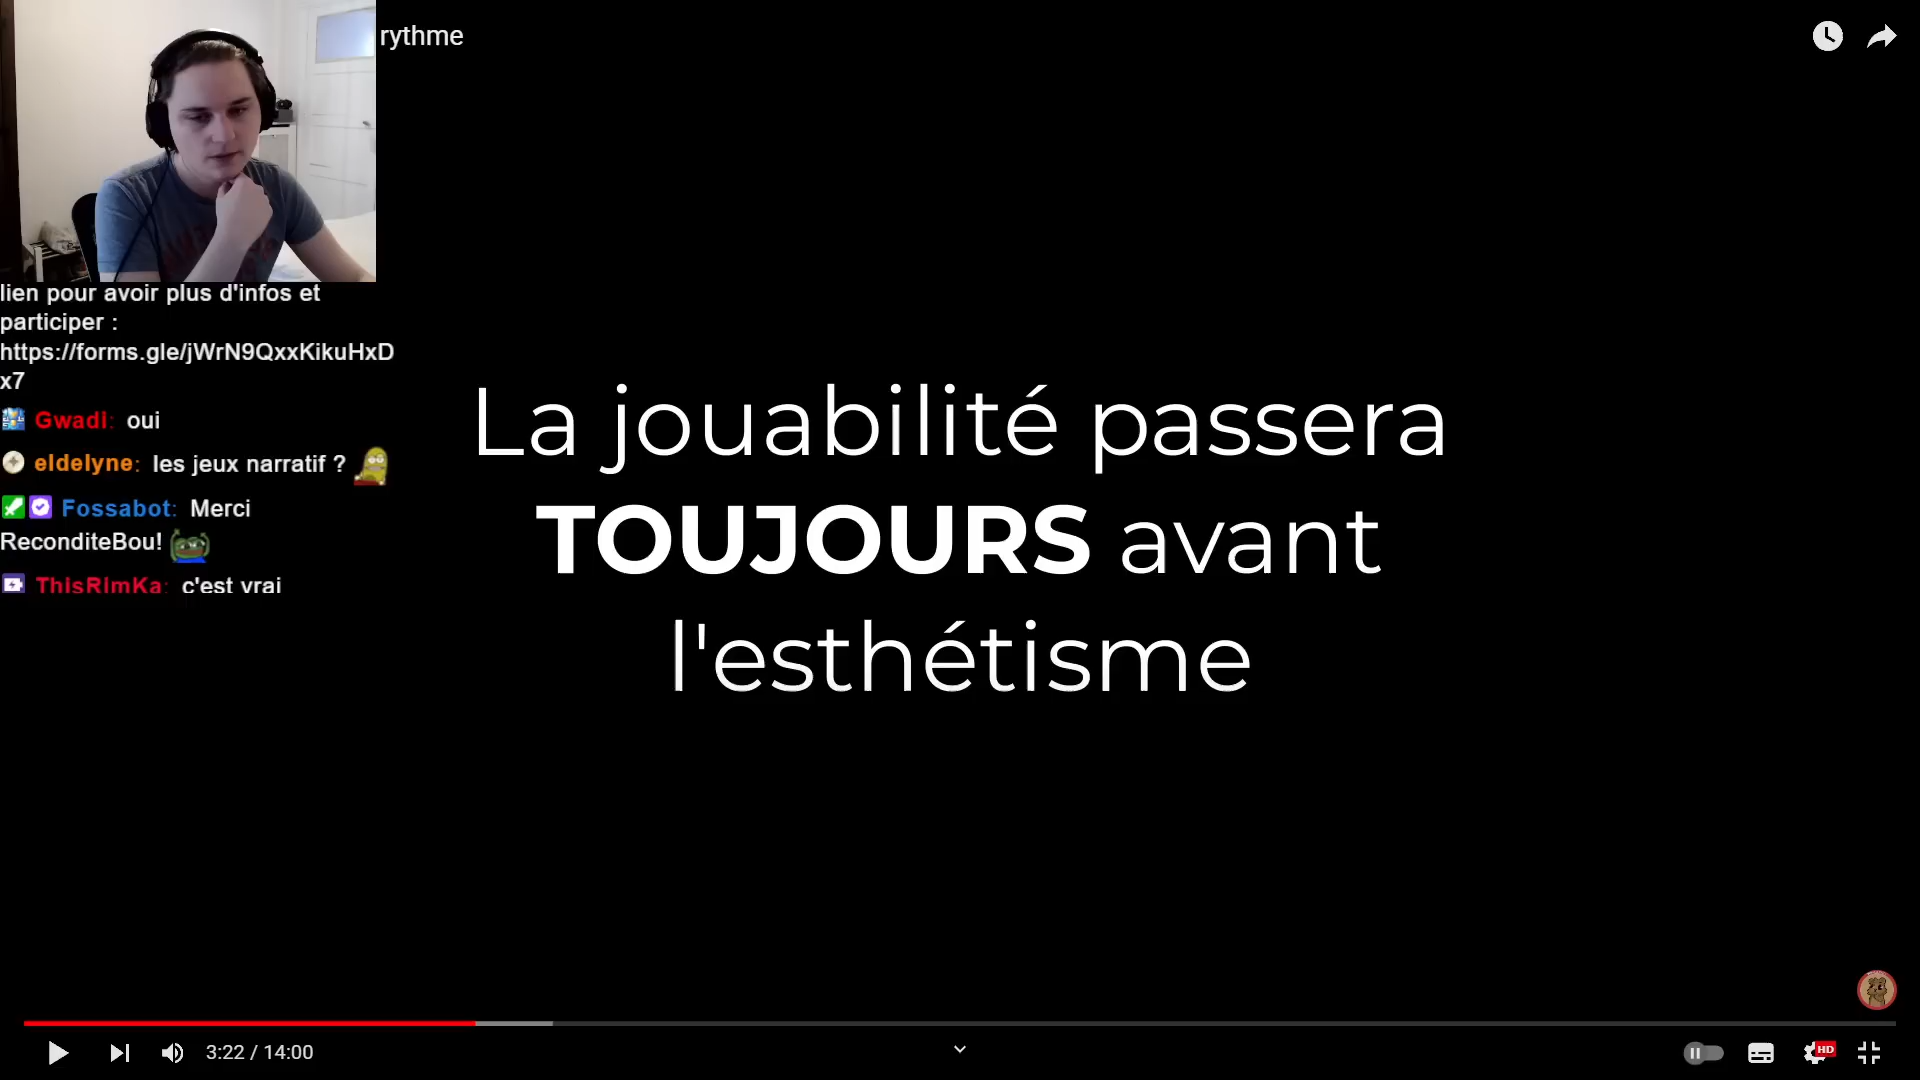 rythme
lien pour avoir plus d'infos et
participer :
https://forms.gle/jWrN9QxxKikuHxD
x7
Gwadi: oui
eldelyne: les jeux narratif ?
Fossabot: Merci
ReconditeBou!
ThisRimKa: c'est vrai
La jouabilité passera
TOUJOURS avant
l'esthétisme
3:22 / 14:00
HD